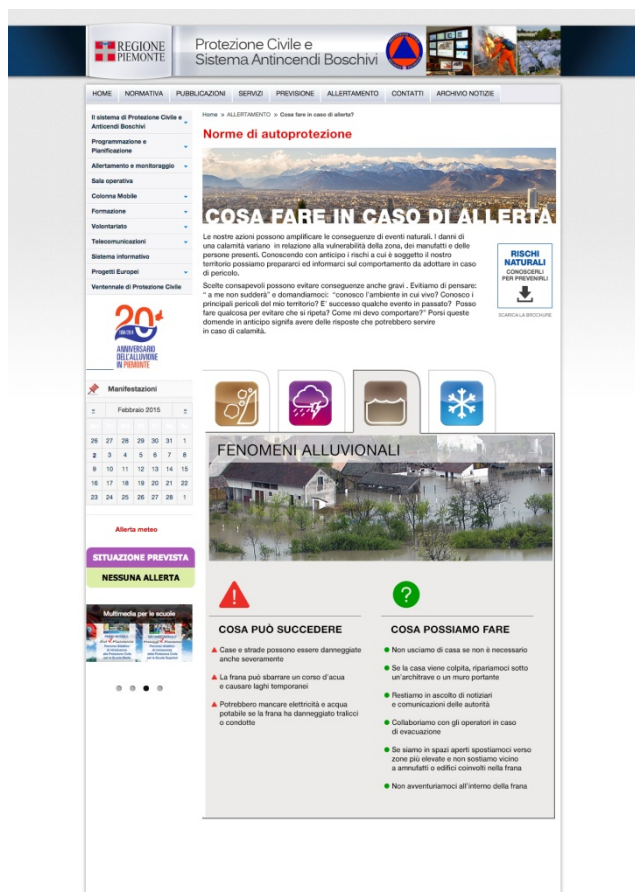 REGIONE
PIEMONTE
Protezione Civile e
Sistema Antincendi Boschivi
HOME NORMATIVA PUBBLICAZIONI SERVIZI PREVISIONE ALLERTAMENTO CONTATTI ARCHIVIO NOTIZIE
Il sistema di Protezione Civile e
Anticendi Boschivi
Programmazione e
Pianificazione
Allertamento e monitoraggio
Sala operativa
Colonna Mobile
Formazione
Volontariato
Telecomunicazioni
Sistema informativo
Progetti Europei
Ventennale di Protezione Civile
20
ANNIVERSARIO
DELL'ALLUVIONE
IN PIEMONTE
Manifestazioni
« Febbraio 2015 »
26 27 28 29 30 31 1
2 3 4 5 6 7 8
9 10 11 12 13 14 15
16 17 18 19 20 21 22
23 24 25 26 27 28 1
Allerta meteo
SITUAZIONE PREVISTA
NESSUNA ALLERTA
Multimedia per le scuole
Home » ALLERTAMENTO » Cosa fare in caso di allerta?
Norme di autoprotezione
COSA FARE IN CASO DI ALLERTA
Le nostre azioni possono amplificare le conseguenze di eventi naturali. I danni di
una calamità variano in relazione alla vulnerabilità della zona, dei manufatti e delle
persone presenti. Conoscendo con anticipo i rischi a cui è soggetto il nostro
territorio possiamo prepararci ed informarci sul comportamento da adottare in caso
di pericolo.
Scelte consapevoli possono evitare conseguenze anche gravi . Evitiamo di pensare:
“ a me non sudderà” e domandiamoci: “conosco l'ambiente in cui vivo? Conosco i
principali pericoli del mio territorio? E' successo qualche evento in passato? Posso
fare qualcosa per evitare che si ripeta? Come mi devo comportare?” Porsi queste
domende in anticipo signifa avere delle risposte che potrebbero servire
in caso di calamità.
RISCHI
NATURALI
CONOSCERLI
PER PREVENIRLI
SCARICA LA BROCHURE
FENOMENI ALLUVIONALI
COSA PUÒ SUCCEDERE
Case e strade possono essere danneggiate
anche severamente
La frana può sbarrare un corso d'acua
e causare laghi temporanei
Potrebbero mancare elettricità e acqua
potabile se la frana ha danneggiato tralicci
o condotte
?
COSA POSSIAMO FARE
Non usciamo di casa se non è necessario
Se la casa viene colpita, ripariamoci sotto
un'architrave o un muro portante
Restiamo in ascolto di notiziari
e comunicazioni delle autorità
Collaboriamo con gli operatori in caso
di evacuazione
Se siamo in spazi aperti spostiamoci verso
zone più elevate e non sostiamo vicino
a amnufatti o edifici coinvolti nella frana
Non avventuriamoci all'interno della frana